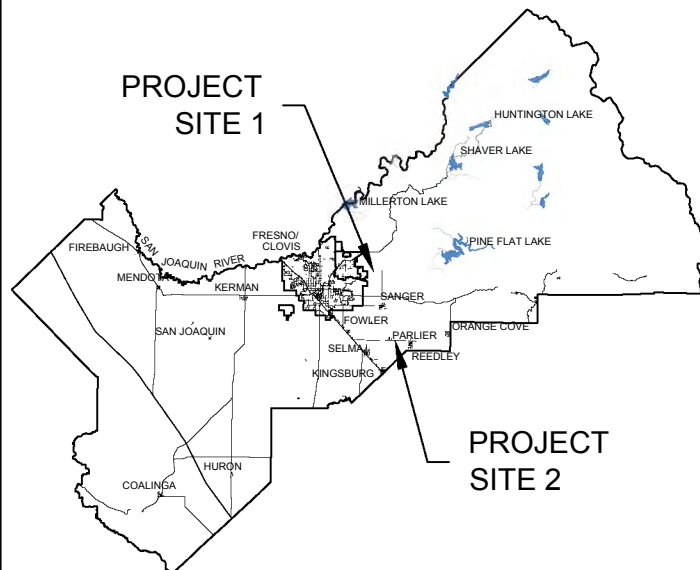 PROJECT
SITE 1
HUNTINGTON LAKE
SHAVER LAKE
MILLERTON LAKE
FRESNO/
CLOVIS
PINE FLAT LAKE
FIREBAUGH
SAN JOAQUIN RIVER
MENDOTA
KERMAN
SANGER
FOWLER
SAN JOAQUIN
ORANGE COVE
PARLIER
SELMA
REEDLEY
KINGSBURG
PROJECT
SITE 2
HURON
COALINGA